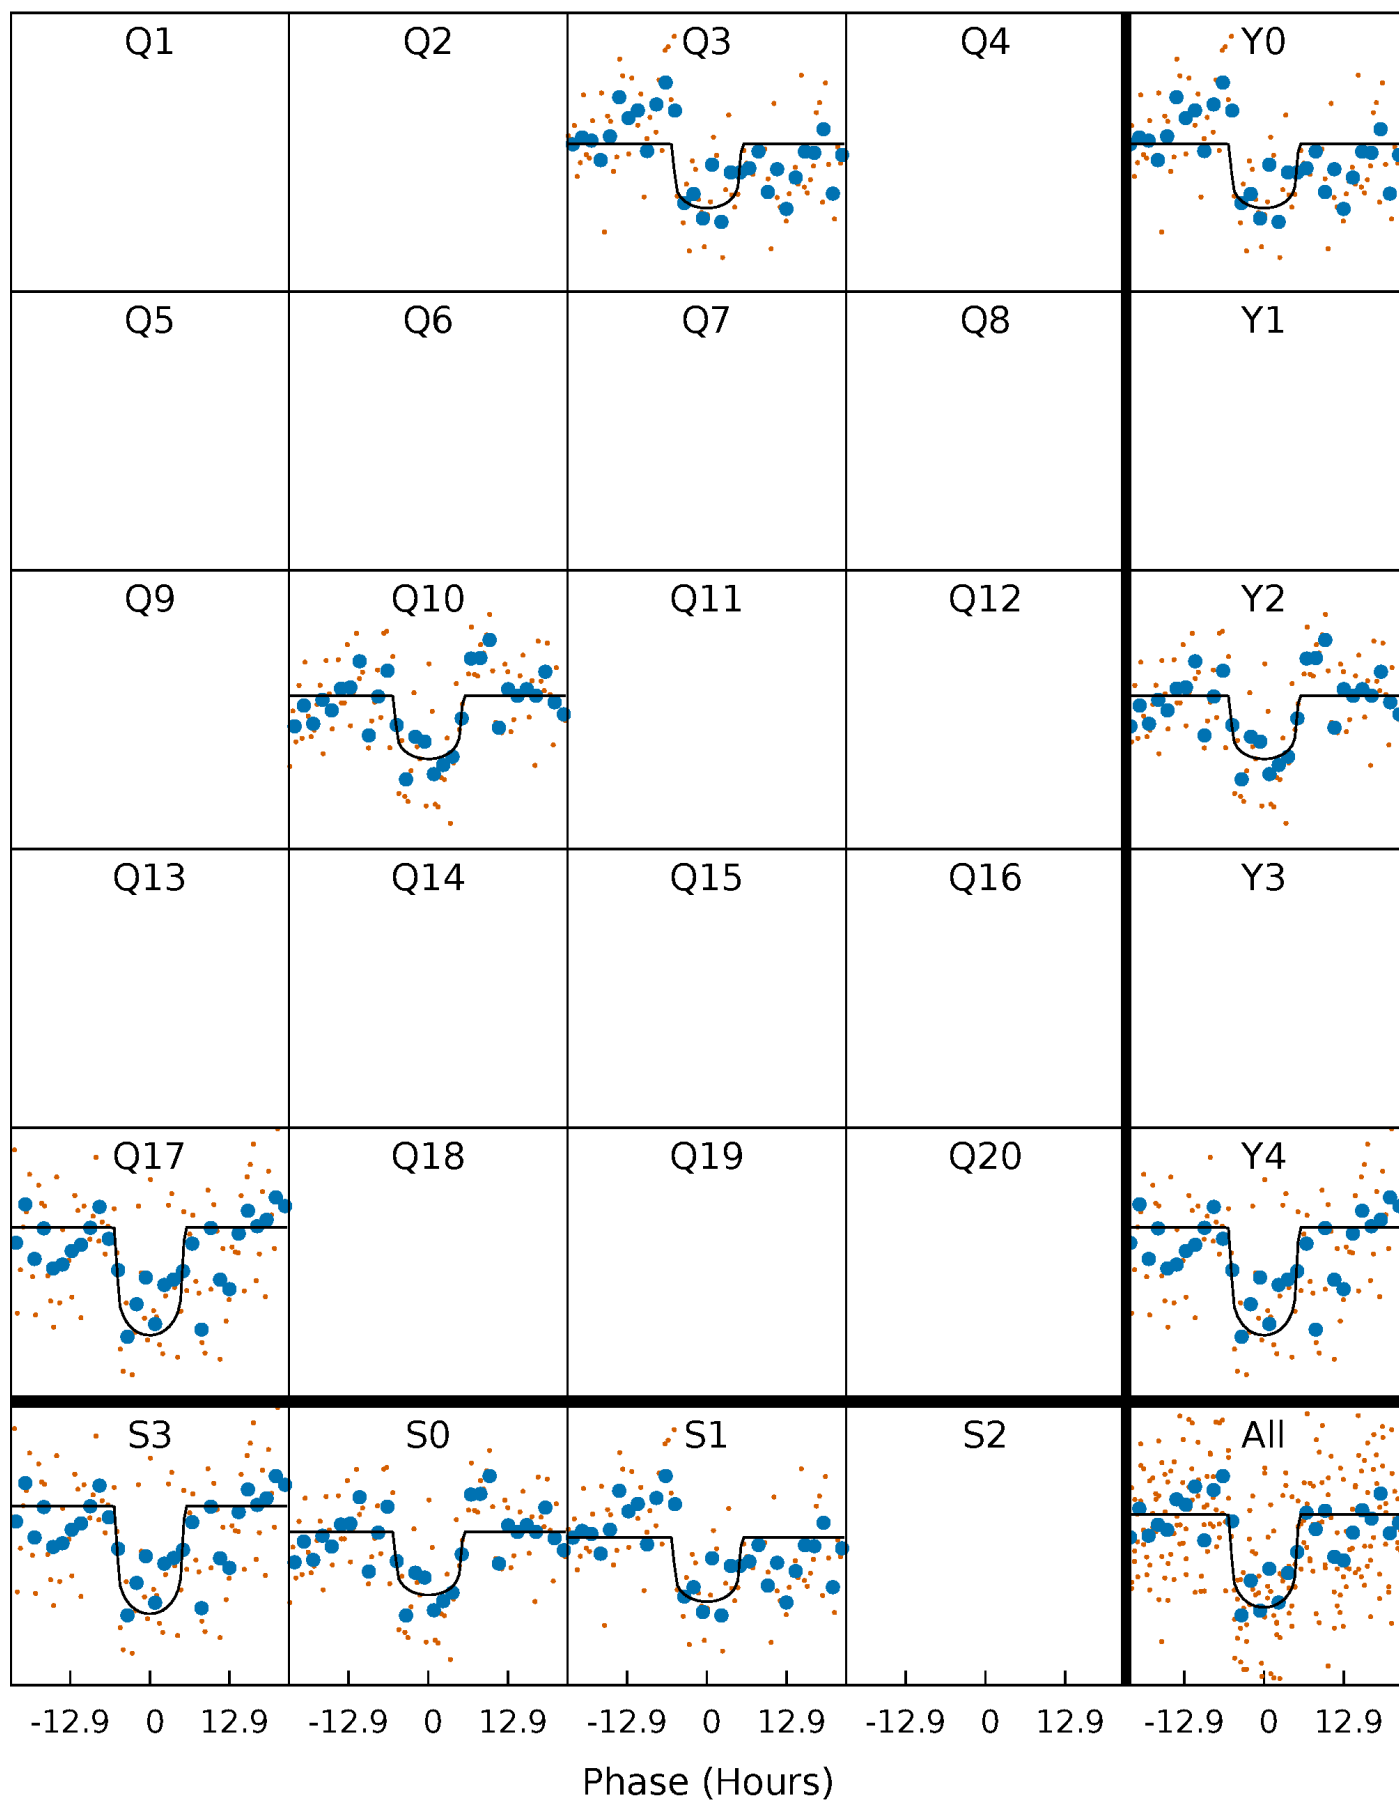 Q1 Q2 Q3 Q4 Y0
Q5 Q6 Q7 Q8 Y1
Q9 Q10 Q11 Q12 Y2
Q13 Q14 Q15 Q16 Y3
Q17 Q18 Q19 Q20 Y4
S3 S0 S1 S2 All
-12.9 0 12.9 -12.9 0 12.9 -12.9 0 12.9 -12.9 0 12.9 -12.9 0 12.9
Phase (Hours)